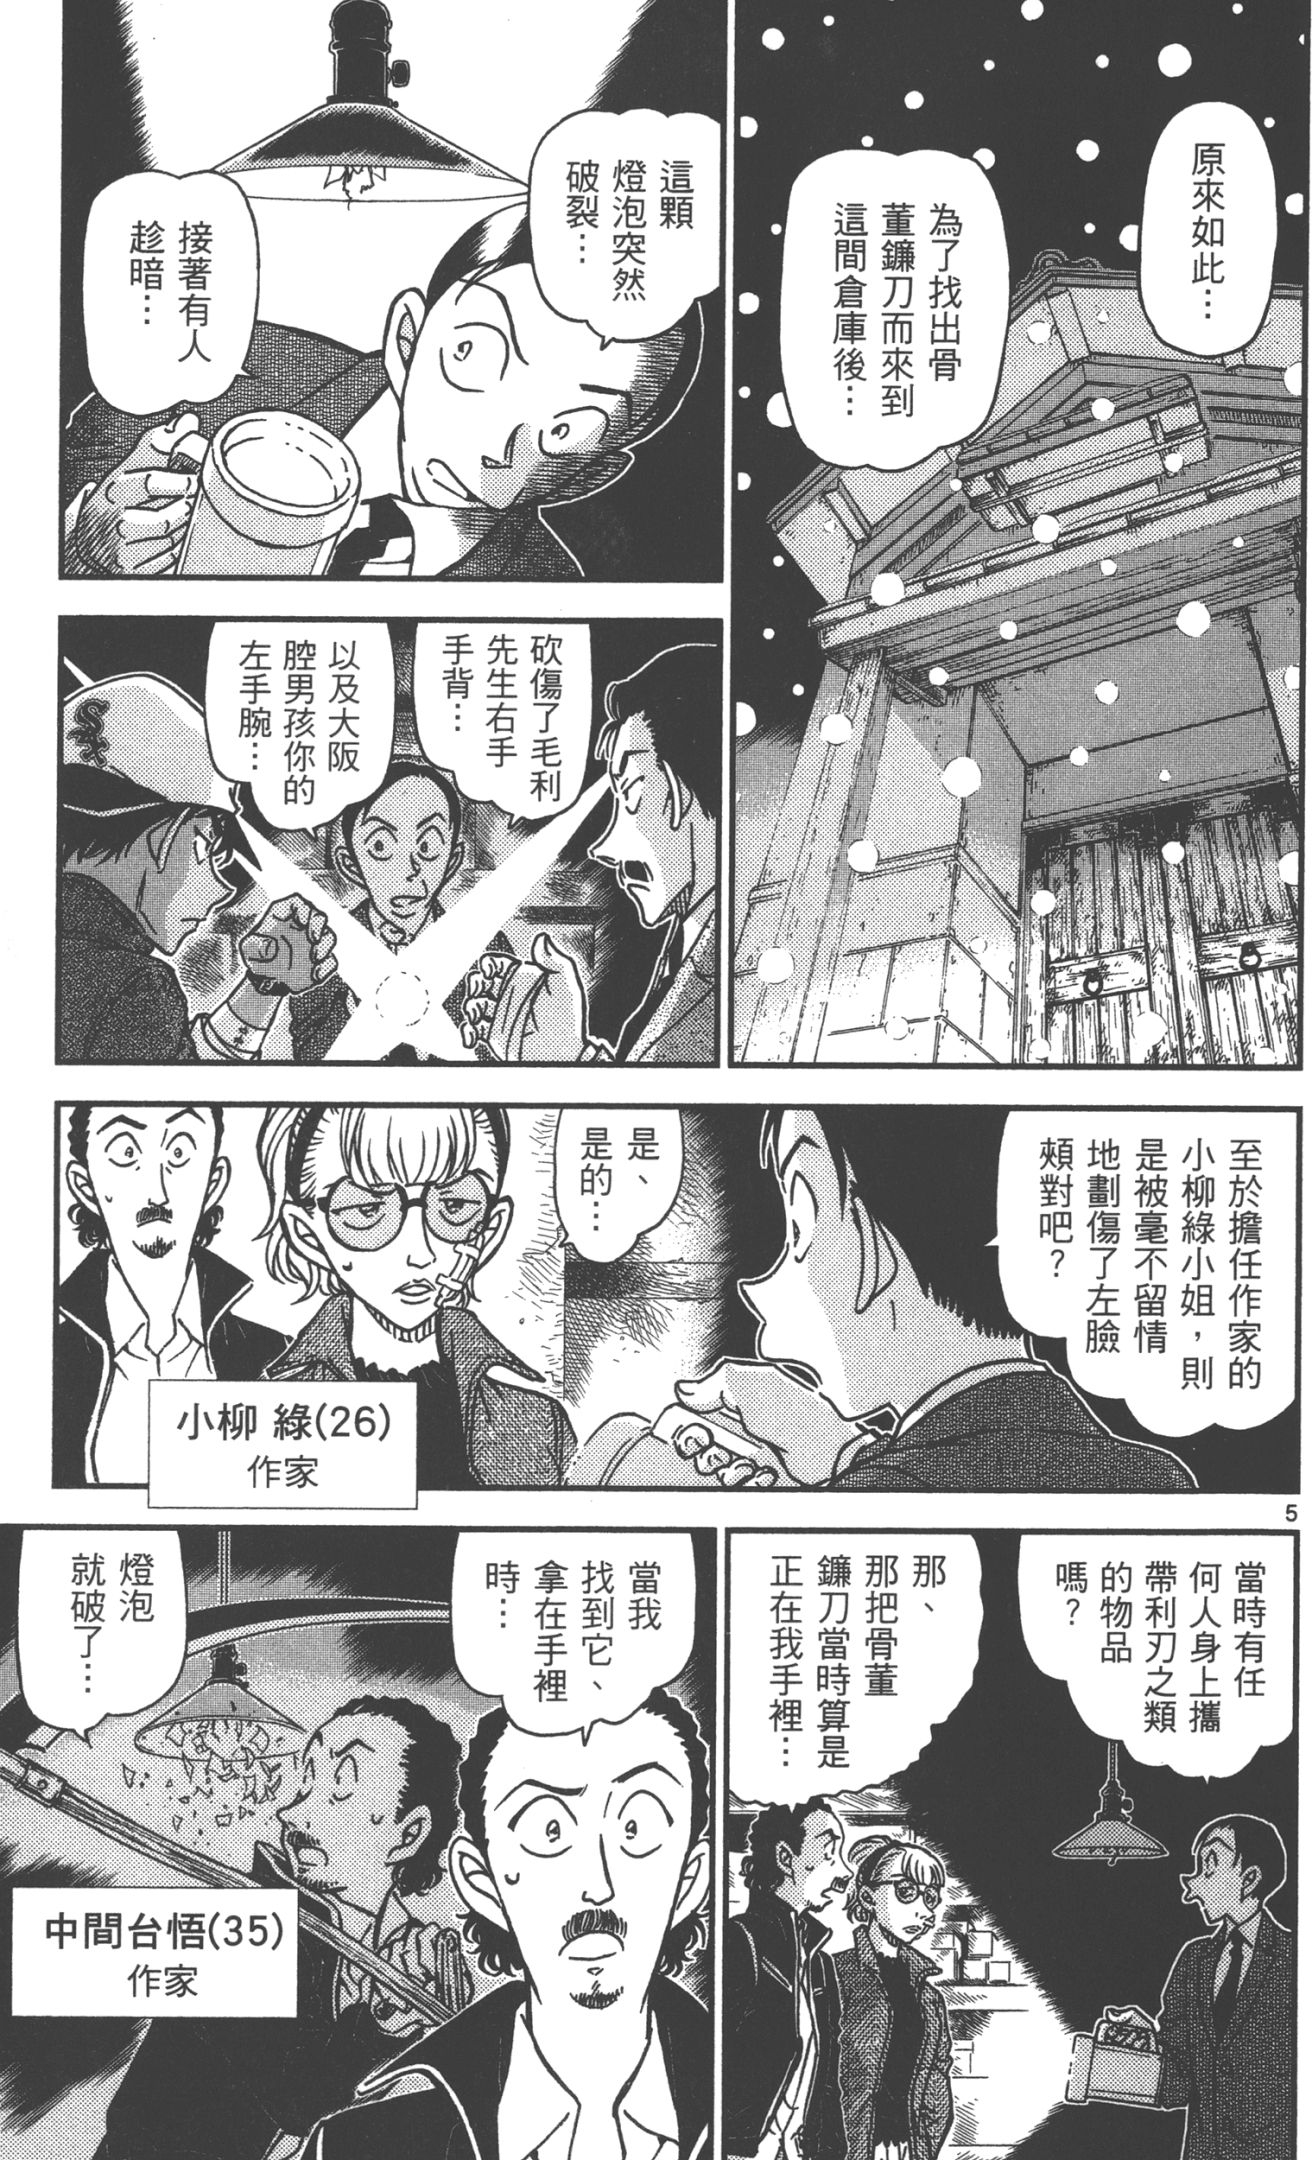 原來如此…
為了找出骨
董鐮刀而來到
這間倉庫後…
這顆
燈泡突然
破裂…
接著有人
趁暗…
砍傷了毛利
先生右手
手背…
以及大阪
腔男孩你的
左手腕…
至於擔任作家的
小柳綠小姐，則
是被毫不留情
地劃傷了左臉
頰對吧？
是、
是的…
小柳 綠(26)
作家
5
當時有任
何人身上攜
帶利刃之類
的物品
嗎？
那、
那把骨董
鐮刀當時算是
正在我手裡…
當我
找到它、
拿在手裡
時…
燈泡
就破了…
中間台悟(35)
作家